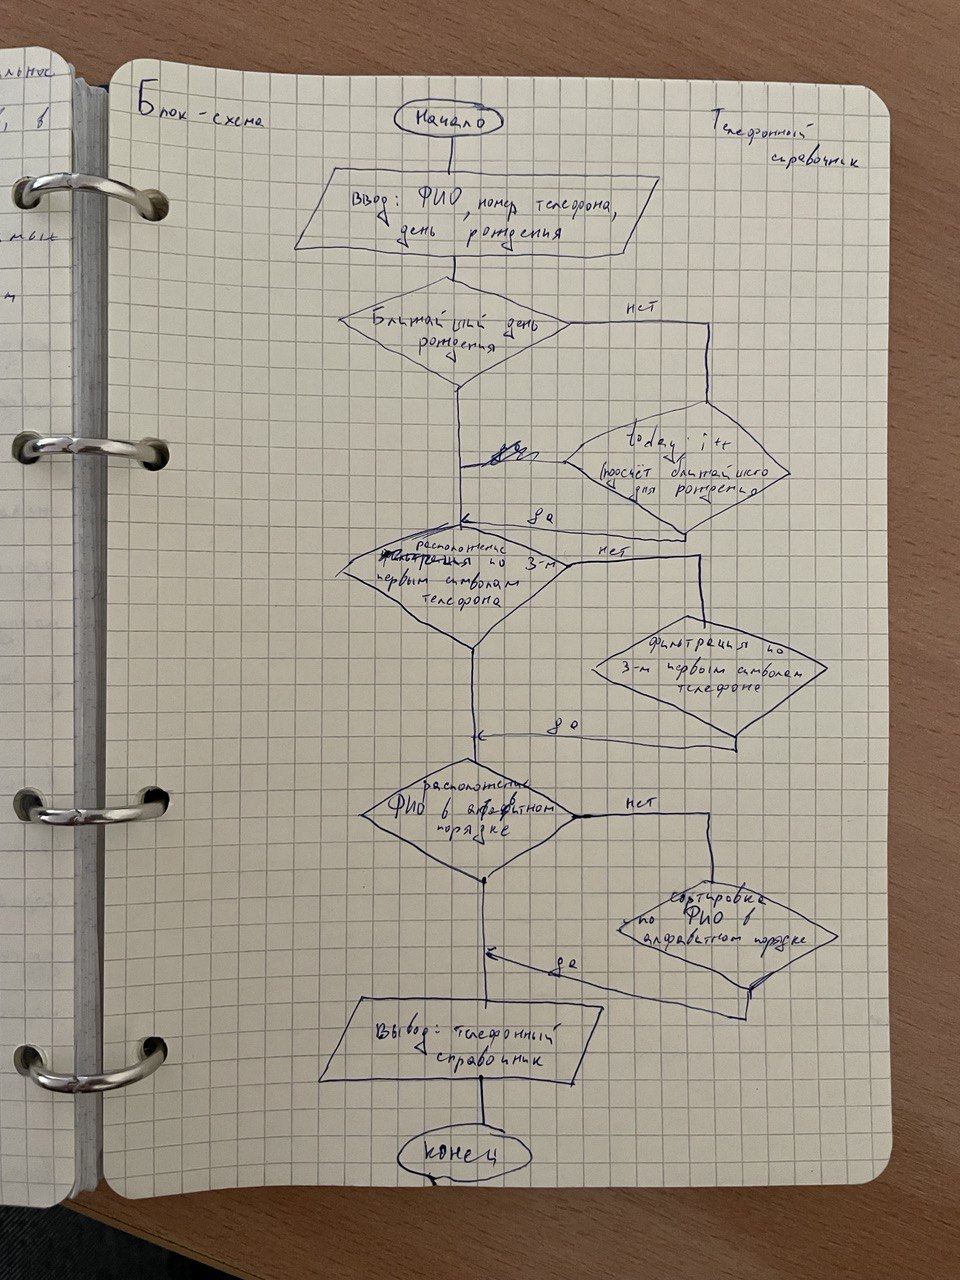 Блок-схема
Начало
Телефонный
справочник
Ввод: ФИО, номер телефона,
день рождения
Ближайший день
рождения
нет
today; i++
(подсчёт ближайшего
дня рождения
да
расположение
по 3-м
первым символам
телефона
нет
фильтрация по
3-м первым символам
телефона
да
расположение
ФИО в алфавитном
порядке
нет
сортировка
по ФИО в
алфавитном порядке
да
Вывод: телефонный
справочник
конец